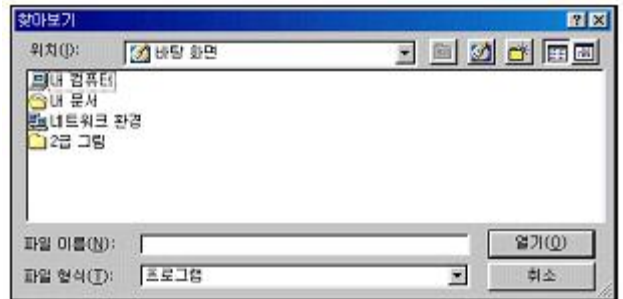 찾아보기
위치(I): 바탕 화면
내 컴퓨터
내 문서
네트워크 환경
2급 그림
파일 이름(N): 열기(O)
파일 형식(T): 프로그램 취소